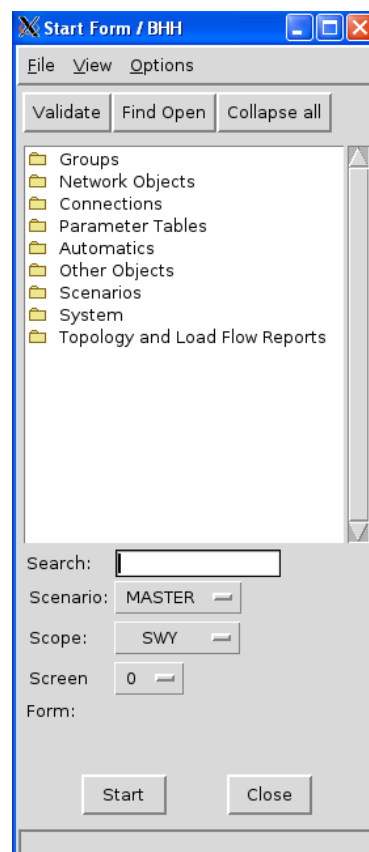 Start Form / BHH
File View Options
Validate Find Open Collapse all
Groups
Network Objects
Connections
Parameter Tables
Automatics
Other Objects
Scenarios
System
Topology and Load Flow Reports
Search:
Scenario: MASTER
Scope: SWY
Screen 0
Form:
Start Close